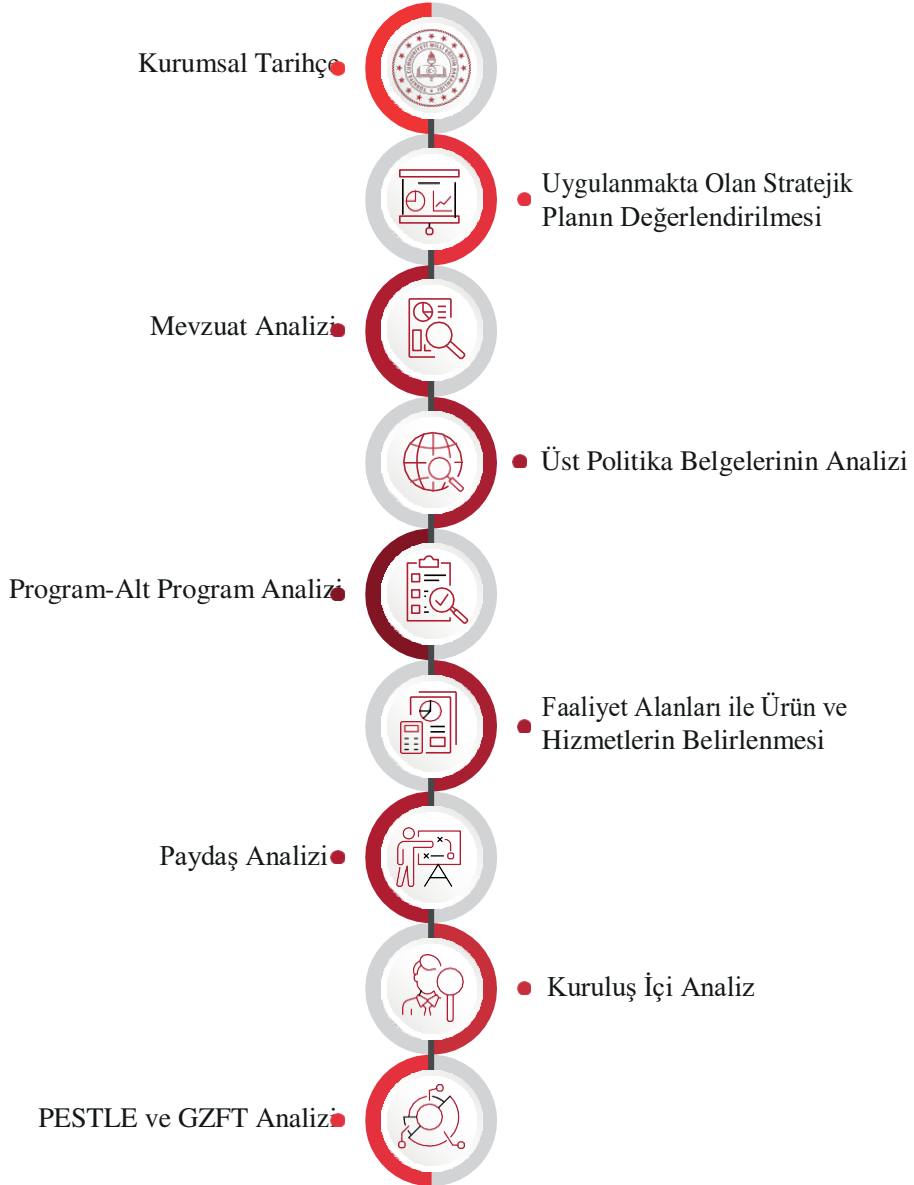 Kurumsal Tarihçe
Uygulanmakta Olan Stratejik
Planın Değerlendirilmesi
Mevzuat Analizi
Üst Politika Belgelerinin Analizi
Program-Alt Program Analizi
Faaliyet Alanları ile Ürün ve
Hizmetlerin Belirlenmesi
Paydaş Analizi
Kuruluş İçi Analiz
PESTLE ve GZFT Analizi